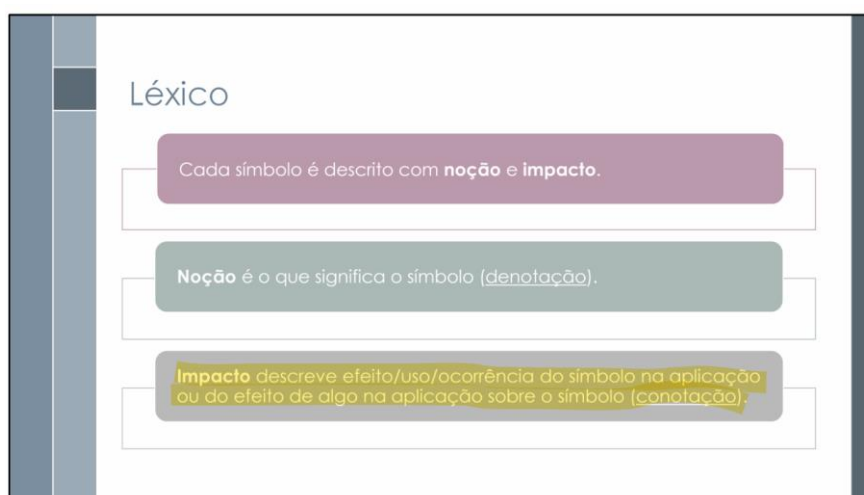 Léxico
Cada símbolo é descrito com noção e impacto.
Noção é o que significa o símbolo (denotação).
Impacto descreve efeito/uso/ocorrência do símbolo na aplicação
ou do efeito de algo na aplicação sobre o símbolo (conotação).